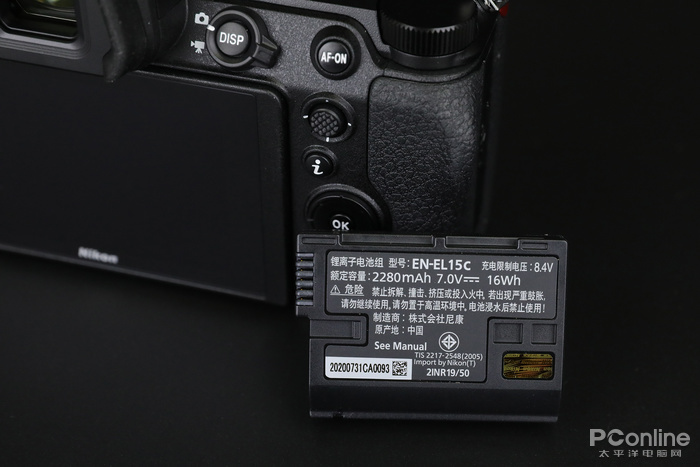 DISP
AF-ON
i
OK
Nikon
锂离子电池组 型号: EN-EL15c 充电限制电压: 8.4V
额定容量: 2280mAh 7.0V 16Wh
危险 禁止拆解、撞击、挤压或投入火中, 若出现严重鼓胀,
请勿继续使用、请勿置于高温环境中, 电池浸水后禁止使用!
制造商: 株式会社尼康
原产地: 中国
See Manual
TIS 2217-2548(2005)
Import by Nikon(T)
2INR19/50
20200731CA0093
PConline
太平洋电脑网